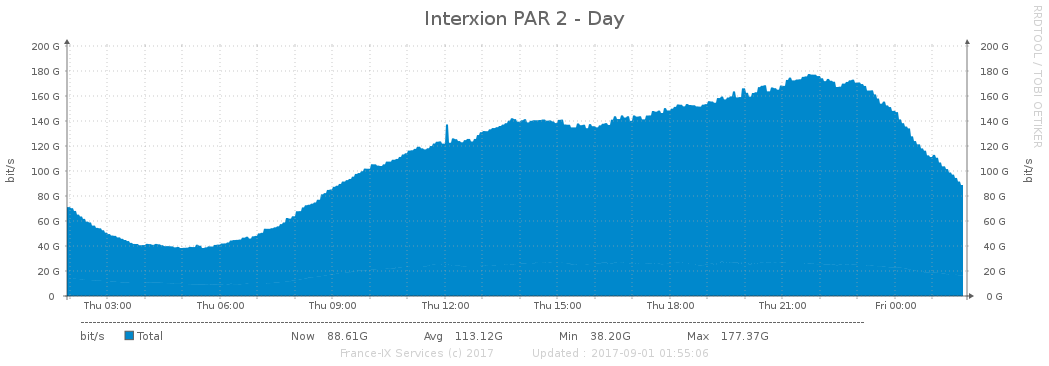 Interxion PAR 2 - Day
RRDTOOL / TOBI OETIKER
200 G 200 G
180 G 180 G
160 G 160 G
140 G 140 G
120 G 120 G
100 G 100 G
80 G 80 G
60 G 60 G
40 G 40 G
20 G 20 G
0 0 G
bit/s bit/s
Thu 03:00 Thu 06:00 Thu 09:00 Thu 12:00 Thu 15:00 Thu 18:00 Thu 21:00 Fri 00:00
bit/s Total Now 88.61G Avg 113.12G Min 38.20G Max 177.37G
France-IX Services (c) 2017 Updated : 2017-09-01 01:55:06